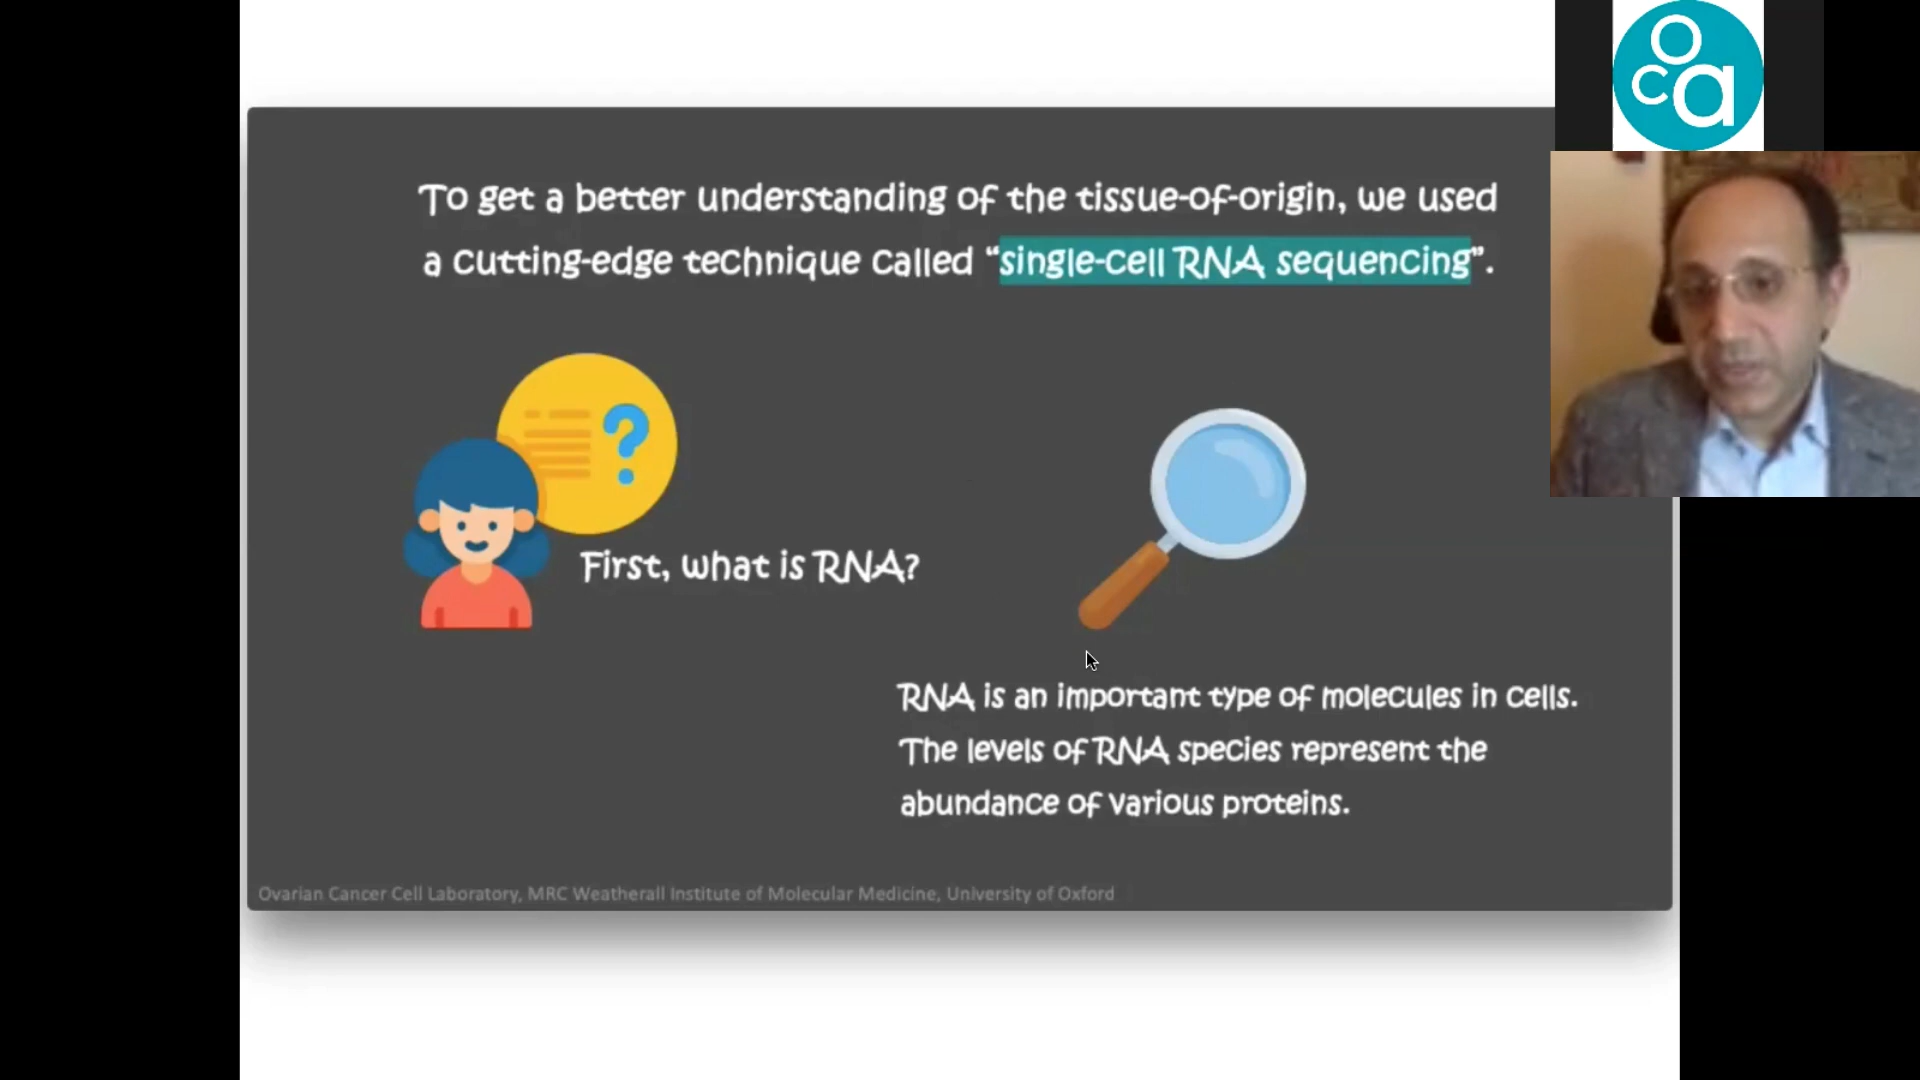 To get a better understanding of the tissue-of-origin, we used
a cutting-edge technique called “single-cell RNA sequencing”.
oca
?
First, what is RNA?
RNA is an important type of molecules in cells.
The levels of RNA species represent the
abundance of various proteins.
Ovarian Cancer Cell Laboratory, MRC Weatherall Institute of Molecular Medicine, University of Oxford